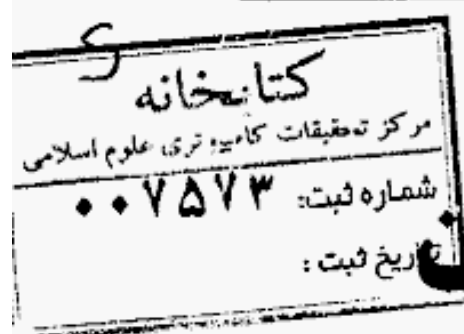 کتابخانه
مرکز تحقیقات کامپیوتری علوم اسلامی
شماره ثبت: ۰۰۷۵۷۳
تاریخ ثبت :